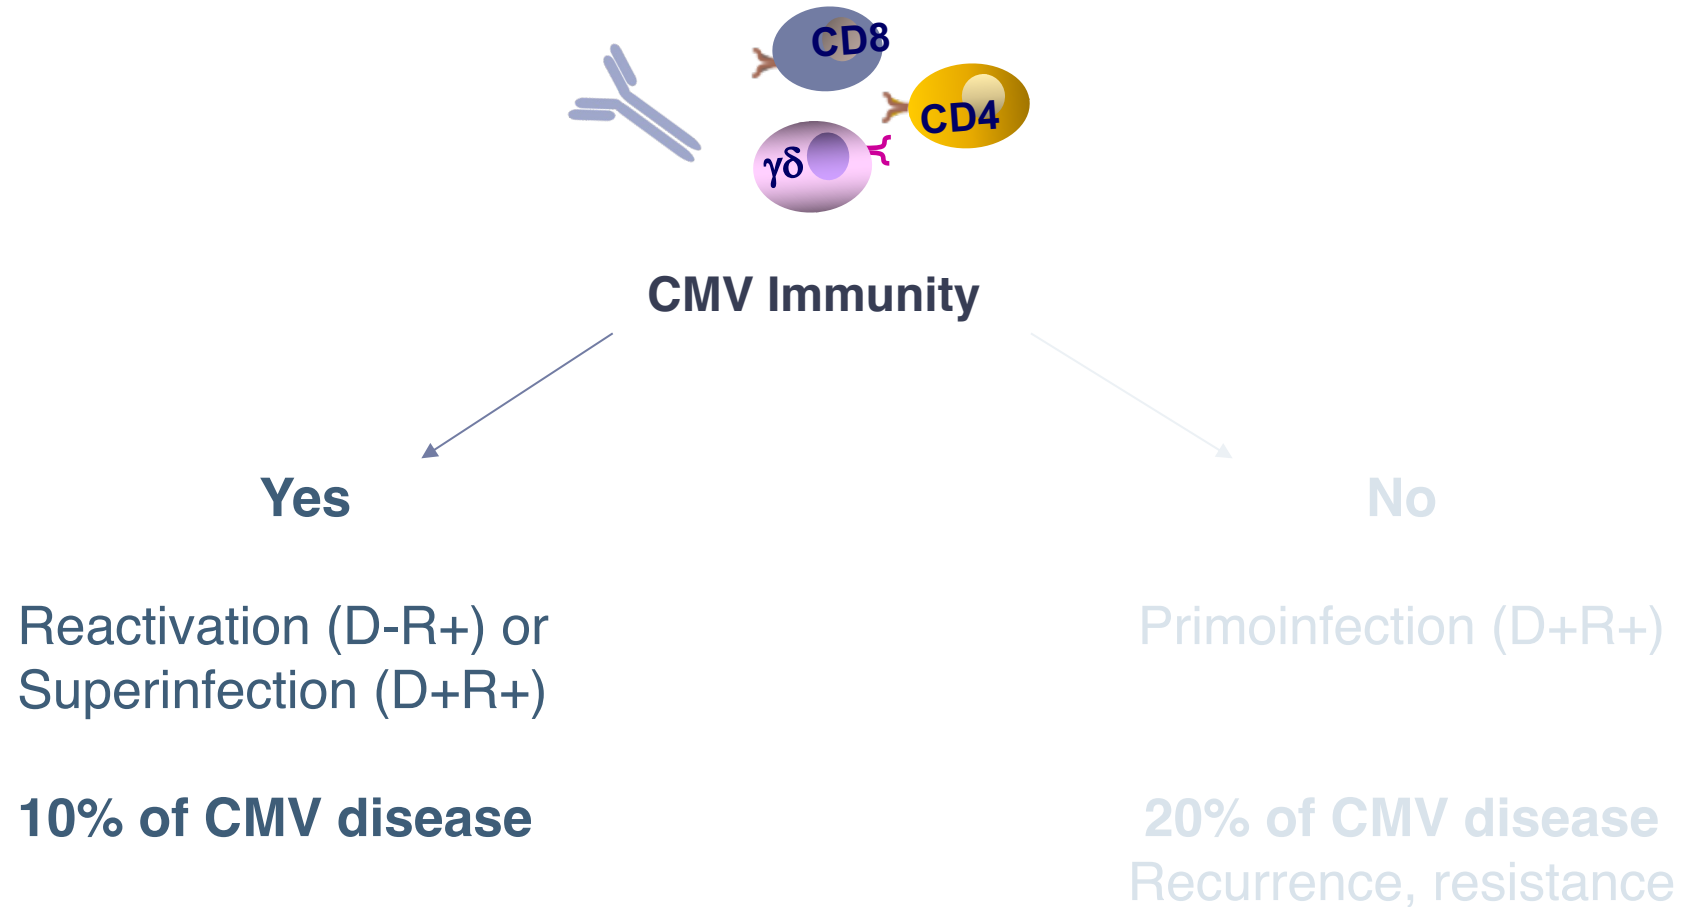 CD8
CD4
γδ
CMV Immunity
Yes
No
Reactivation (D-R+) or
Superinfection (D+R+)
Primoinfection (D+R+)
10% of CMV disease
20% of CMV disease
Recurrence, resistance